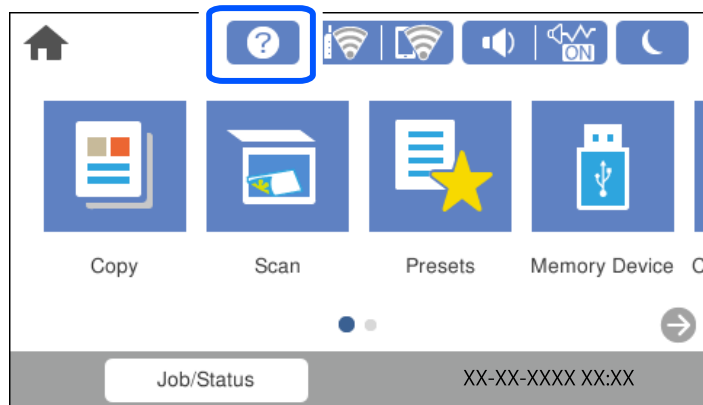 ?
ON
Copy Scan Presets Memory Device C
Job/Status XX-XX-XXXX XX:XX